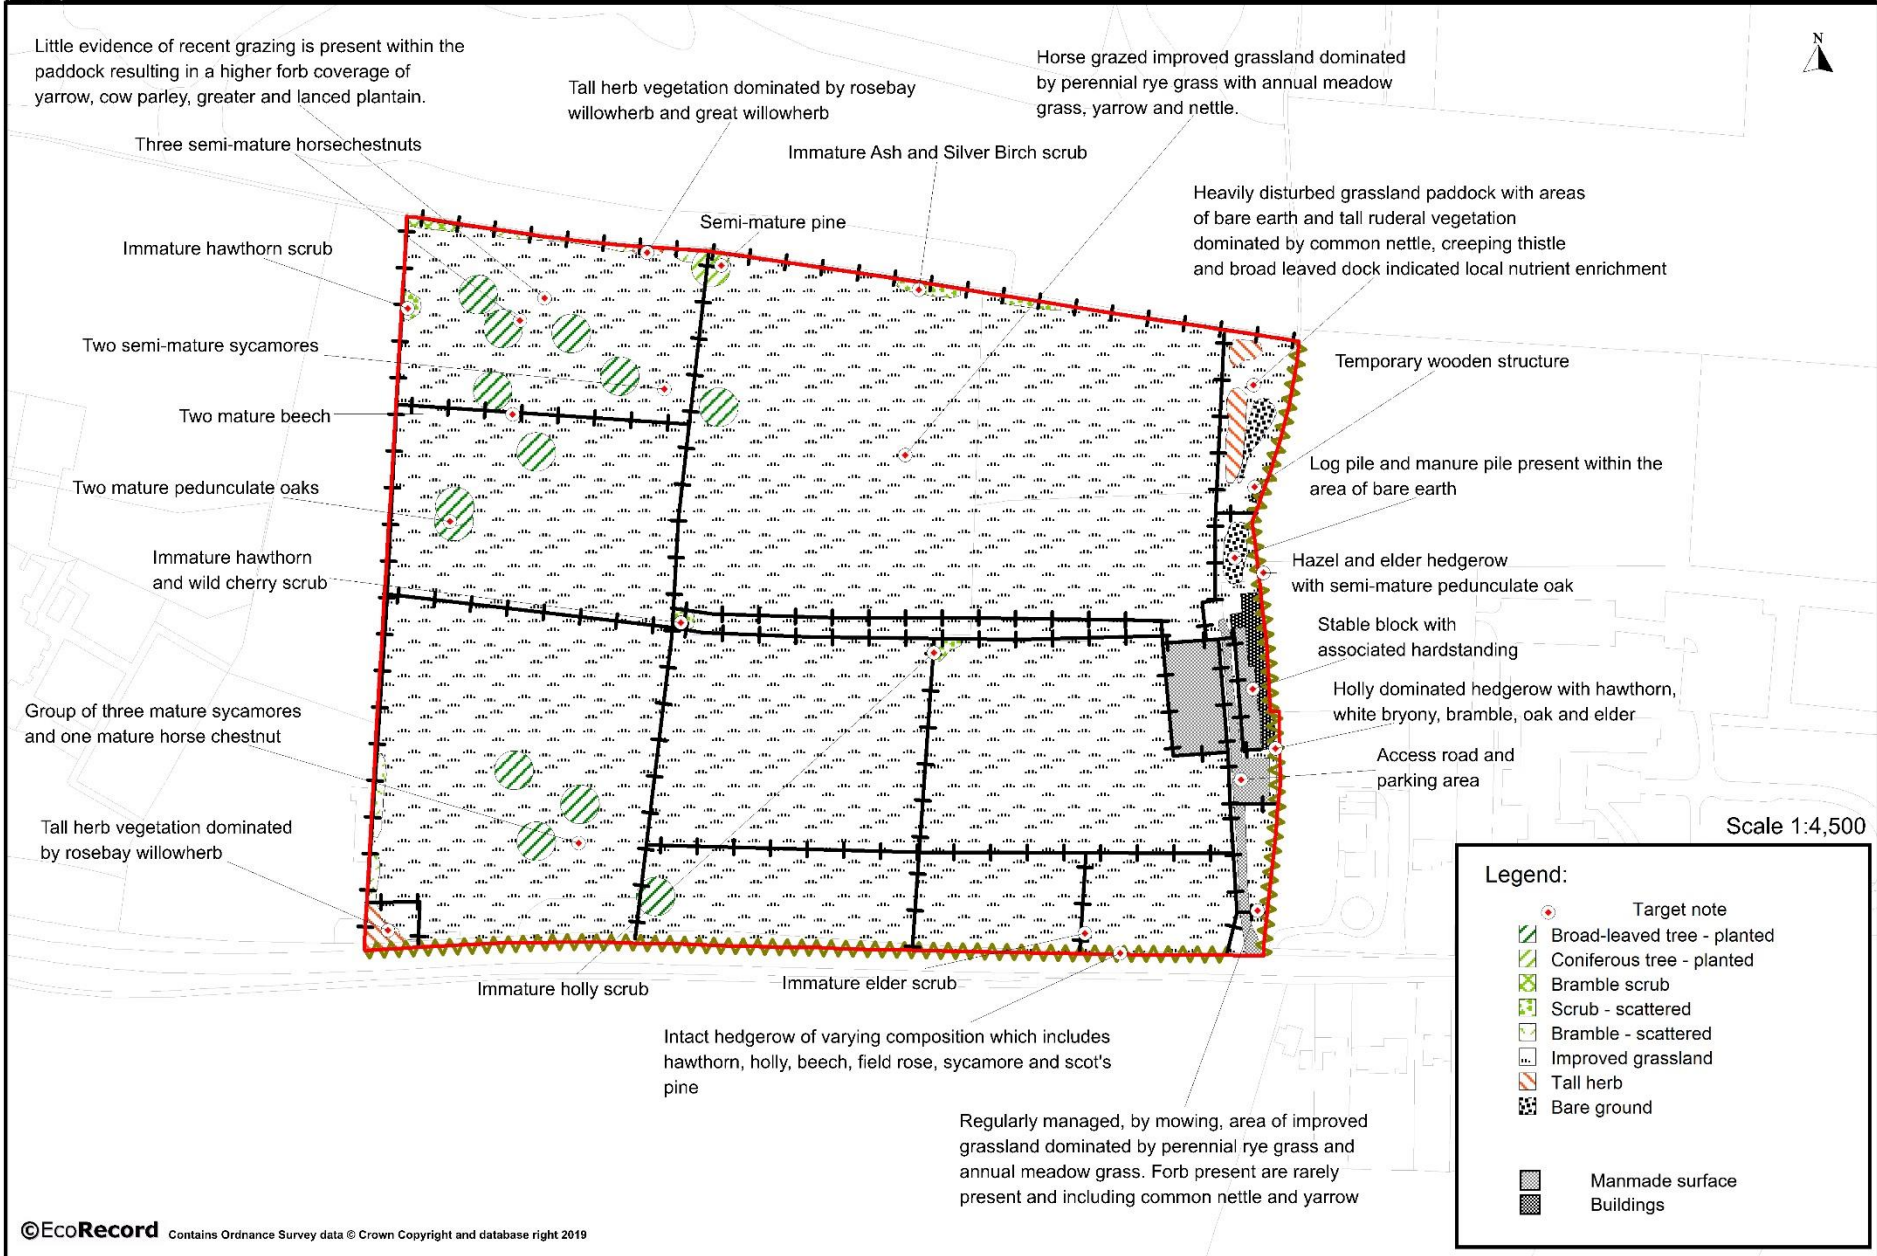 Little evidence of recent grazing is present within the
paddock resulting in a higher forb coverage of
yarrow, cow parley, greater and lanced plantain.
Three semi-mature horsechestnuts
Tall herb vegetation dominated by rosebay
willowherb and great willowherb
Immature Ash and Silver Birch scrub
Horse grazed improved grassland dominated
by perennial rye grass with annual meadow
grass, yarrow and nettle.
N
Semi-mature pine
Heavily disturbed grassland paddock with areas
of bare earth and tall ruderal vegetation
dominated by common nettle, creeping thistle
and broad leaved dock indicated local nutrient enrichment
Immature hawthorn scrub
Two semi-mature sycamores
Two mature beech
Two mature pedunculate oaks
Immature hawthorn
and wild cherry scrub
Group of three mature sycamores
and one mature horse chestnut
Tall herb vegetation dominated
by rosebay willowherb
Temporary wooden structure
Log pile and manure pile present within the
area of bare earth
Hazel and elder hedgerow
with semi-mature pedunculate oak
Stable block with
associated hardstanding
Holly dominated hedgerow with hawthorn,
white bryony, bramble, oak and elder
Access road and
parking area
Immature holly scrub
Immature elder scrub
Intact hedgerow of varying composition which includes
hawthorn, holly, beech, field rose, sycamore and scot's
pine
Regularly managed, by mowing, area of improved
grassland dominated by perennial rye grass and
annual meadow grass. Forb present are rarely
present and including common nettle and yarrow
Scale 1:4,500
Legend:
Target note
Broad-leaved tree - planted
Coniferous tree - planted
Bramble scrub
Scrub - scattered
Bramble - scattered
Improved grassland
Tall herb
Bare ground
Manmade surface
Buildings
©EcoRecord Contains Ordnance Survey data © Crown Copyright and database right 2019